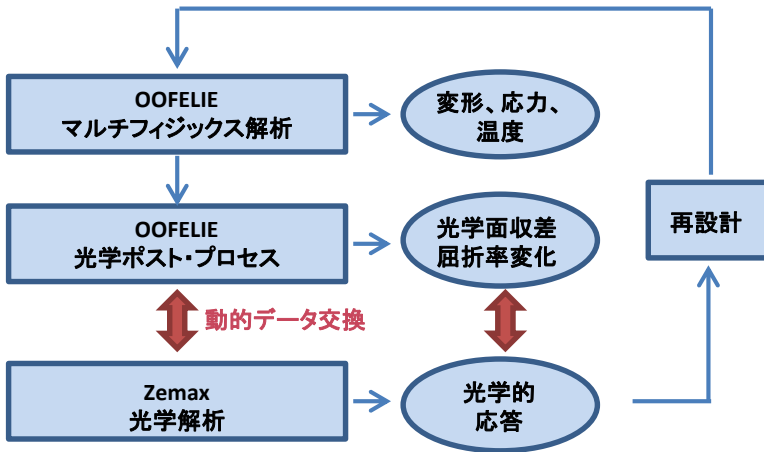 OOFELIE
マルチフィジックス解析
変形、応力、
温度
OOFELIE
光学ポスト・プロセス
光学面収差
屈折率変化
再設計
動的データ交換
Zemax
光学解析
光学的
応答